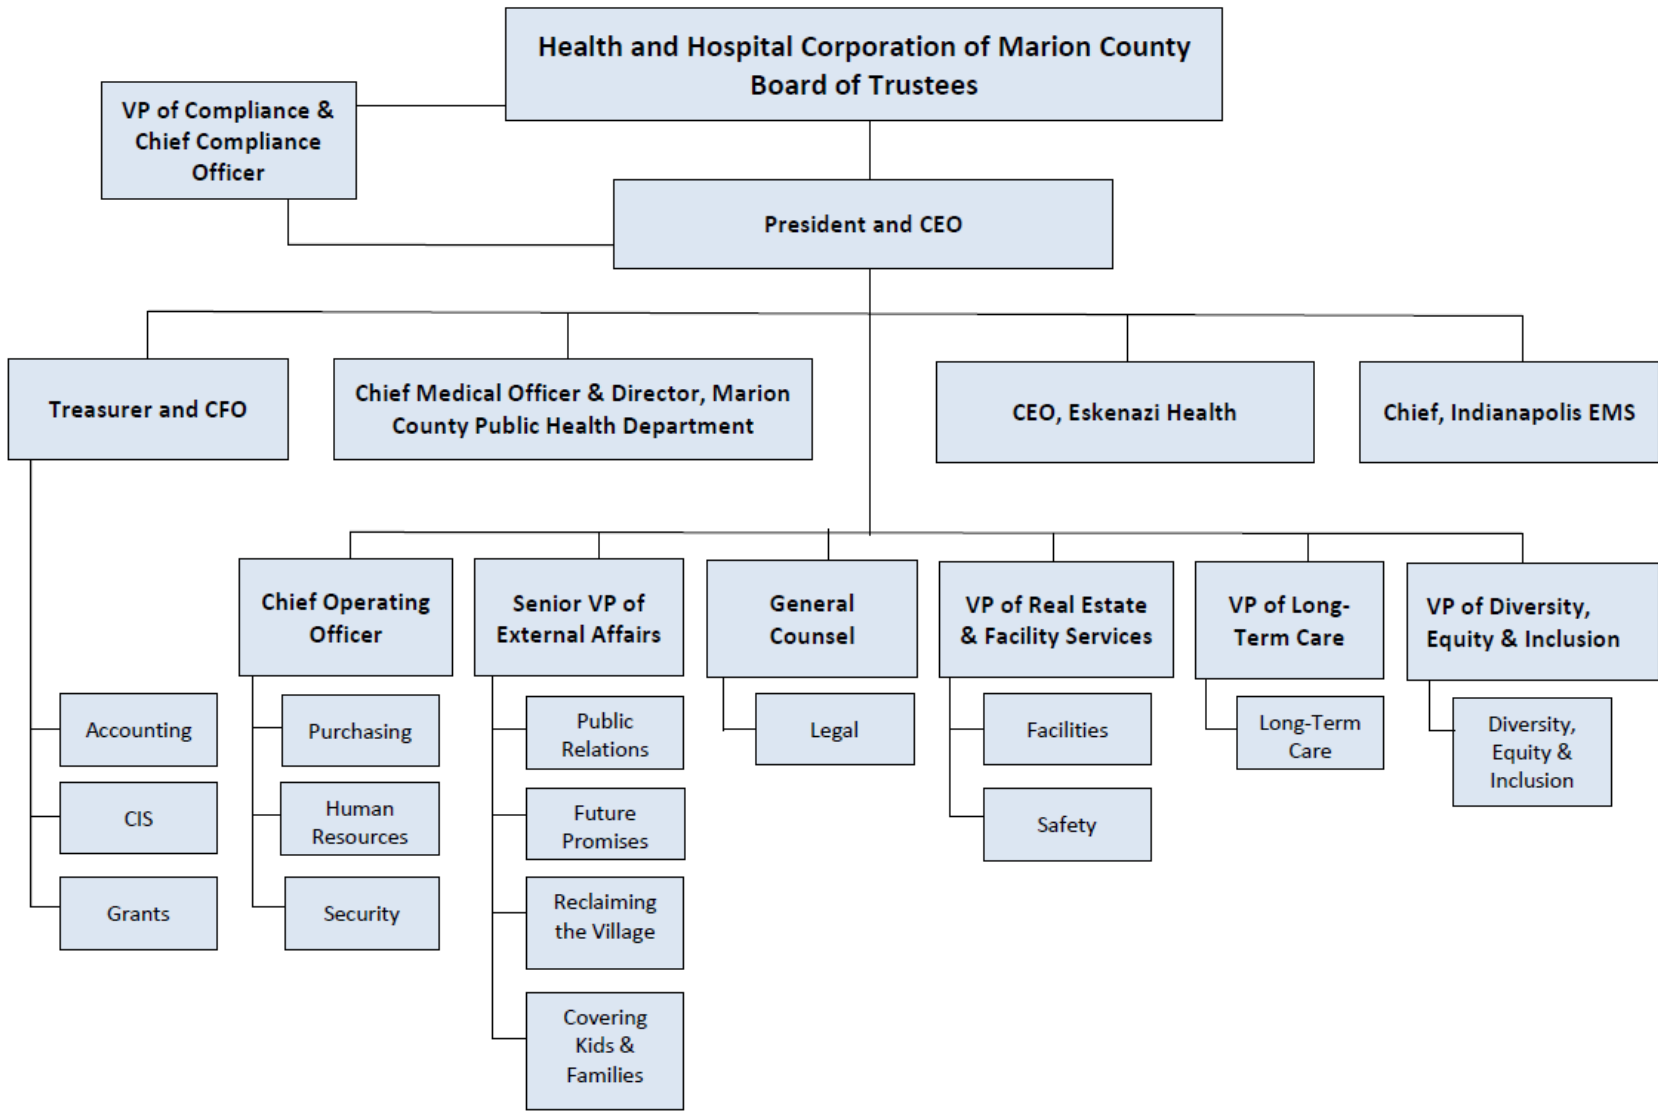 Health and Hospital Corporation of Marion County
Board of Trustees
VP of Compliance &
Chief Compliance
Officer
President and CEO
Treasurer and CFO
Chief Medical Officer & Director, Marion
County Public Health Department
CEO, Eskenazi Health
Chief, Indianapolis EMS
Chief Operating
Officer
Senior VP of
External Affairs
General
Counsel
VP of Real Estate
& Facility Services
VP of Long-
Term Care
VP of Diversity,
Equity & Inclusion
Accounting
CIS
Grants
Purchasing
Human
Resources
Security
Public
Relations
Future
Promises
Reclaiming
the Village
Covering
Kids &
Families
Legal
Facilities
Safety
Long-Term
Care
Diversity,
Equity &
Inclusion